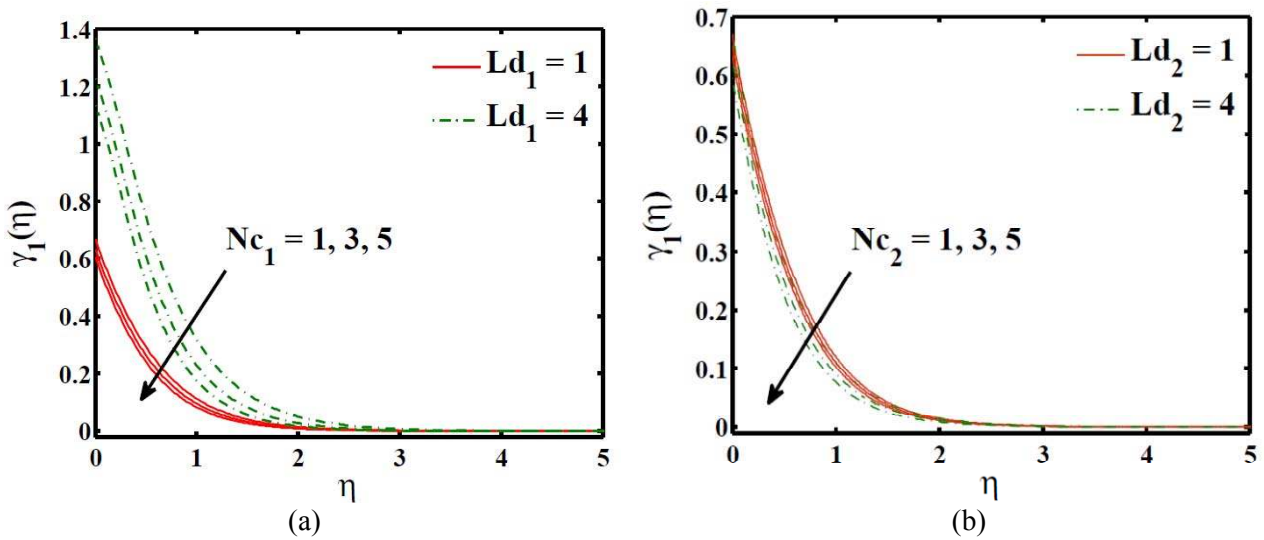 1.4
1.2
1
0.8
0.6
0.4
0.2
0
γ₁(η)
Ld₁ = 1
Ld₁ = 4
Nc₁ = 1, 3, 5
0 1 2 3 4 5
η
(a)
0.7
0.6
0.5
0.4
0.3
0.2
0.1
0
γ₁(η)
Ld₂ = 1
Ld₂ = 4
Nc₂ = 1, 3, 5
0 1 2 3 4 5
η
(b)